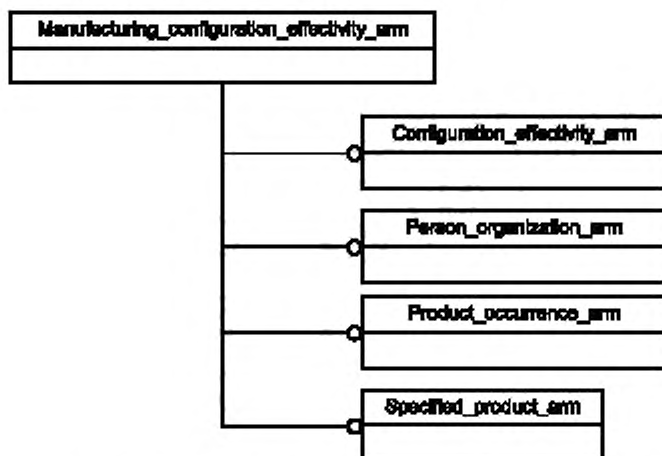 Manufacturing_configuration_effectivity_arm
Configuration_effectivity_arm
Person_organization_arm
Product_occurrence_arm
Specified_product_arm